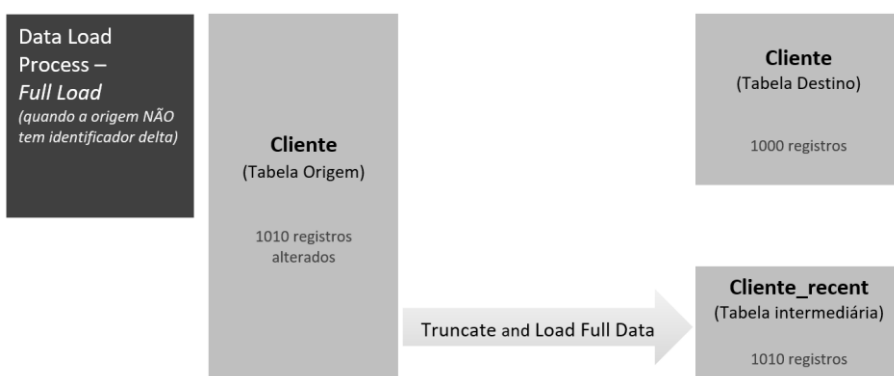 Data Load
Process –
Full Load
(quando a origem NÃO
tem identificador delta)
Cliente
(Tabela Origem)
1010 registros
alterados
Truncate and Load Full Data
Cliente
(Tabela Destino)
1000 registros
Cliente_recent
(Tabela intermediária)
1010 registros